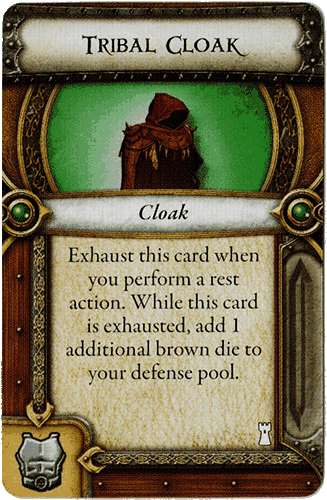 Tribal Cloak
Cloak
Exhaust this card when
you perform a rest
action. While this card
is exhausted, add 1
additional brown die to
your defense pool.